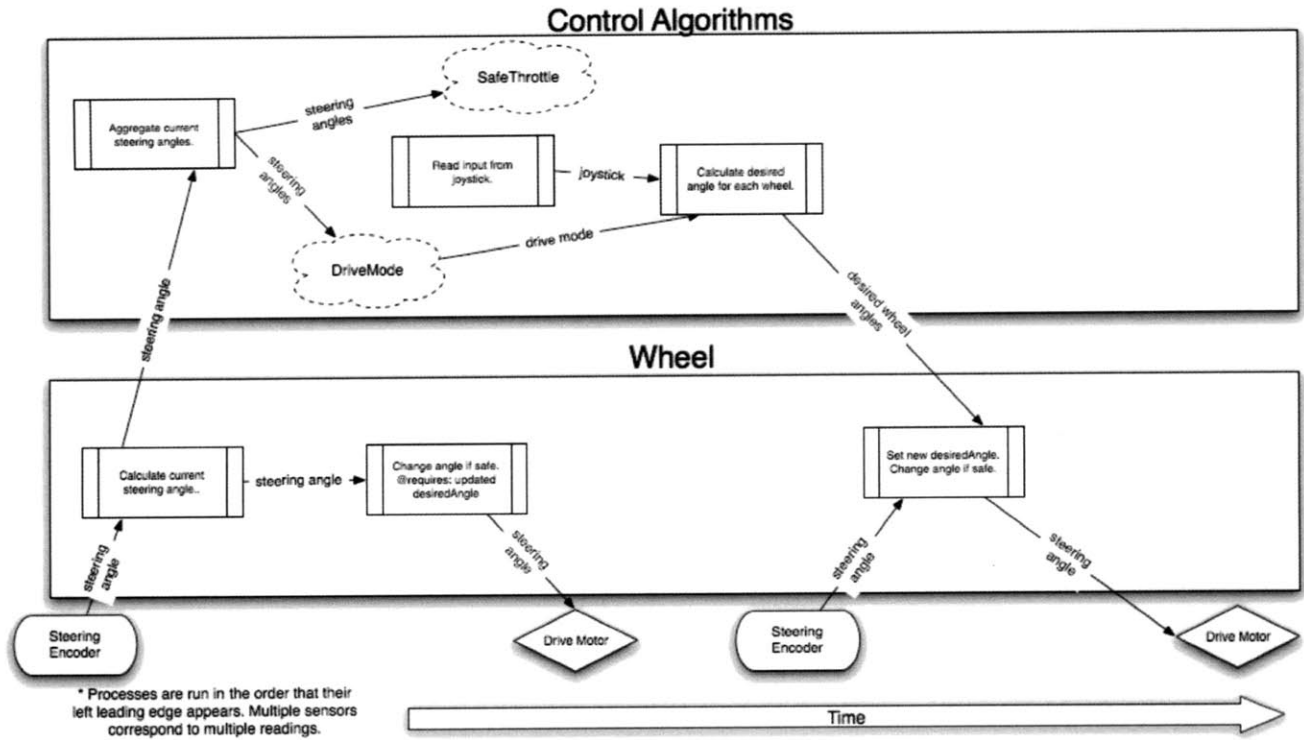 Control Algorithms
SafeThrottle
steering
angles
Aggregate current
steering angles.
steering
angles
Read input from
joystick.
joystick
Calculate desired
angle for each wheel.
drive mode
DriveMode
steering angle
desired wheel
angles
Wheel
Calculate current
steering angle..
steering angle
Change angle if safe.
@requires: updated
desiredAngle
Set new desiredAngle.
Change angle if safe.
steering
angle
steering
angle
steering
angle
steering
angle
Steering
Encoder
Drive Motor
Steering
Encoder
Drive Motor
* Processes are run in the order that their
left leading edge appears. Multiple sensors
correspond to multiple readings.
Time